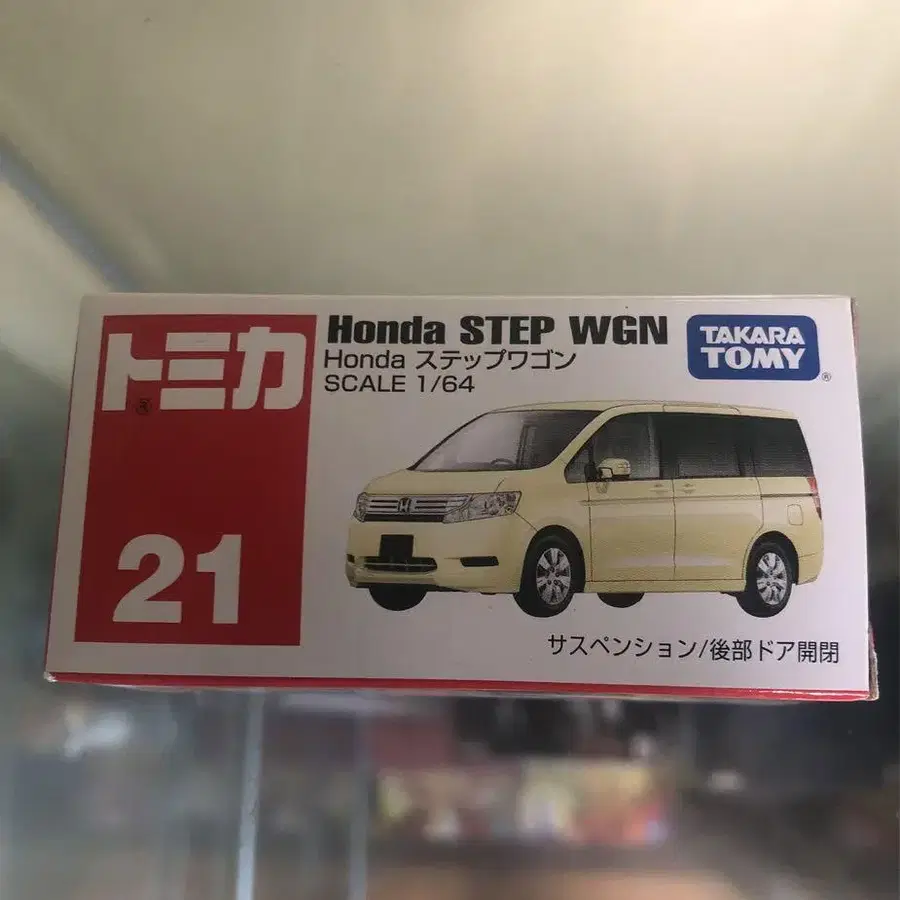 トミカ
®
21
Honda STEP WGN
Honda ステップワゴン
SCALE 1/64
TAKARA
TOMY
®
サスペンション/後部ドア開閉